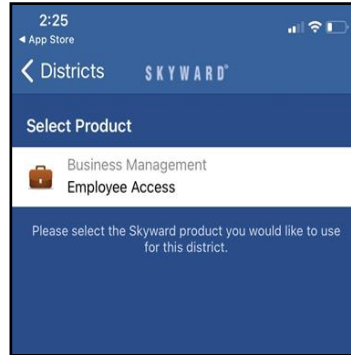 2:25
◀ App Store
Districts
SKYWARD®
Select Product
Business Management
Employee Access
Please select the Skyward product you would like to use
for this district.